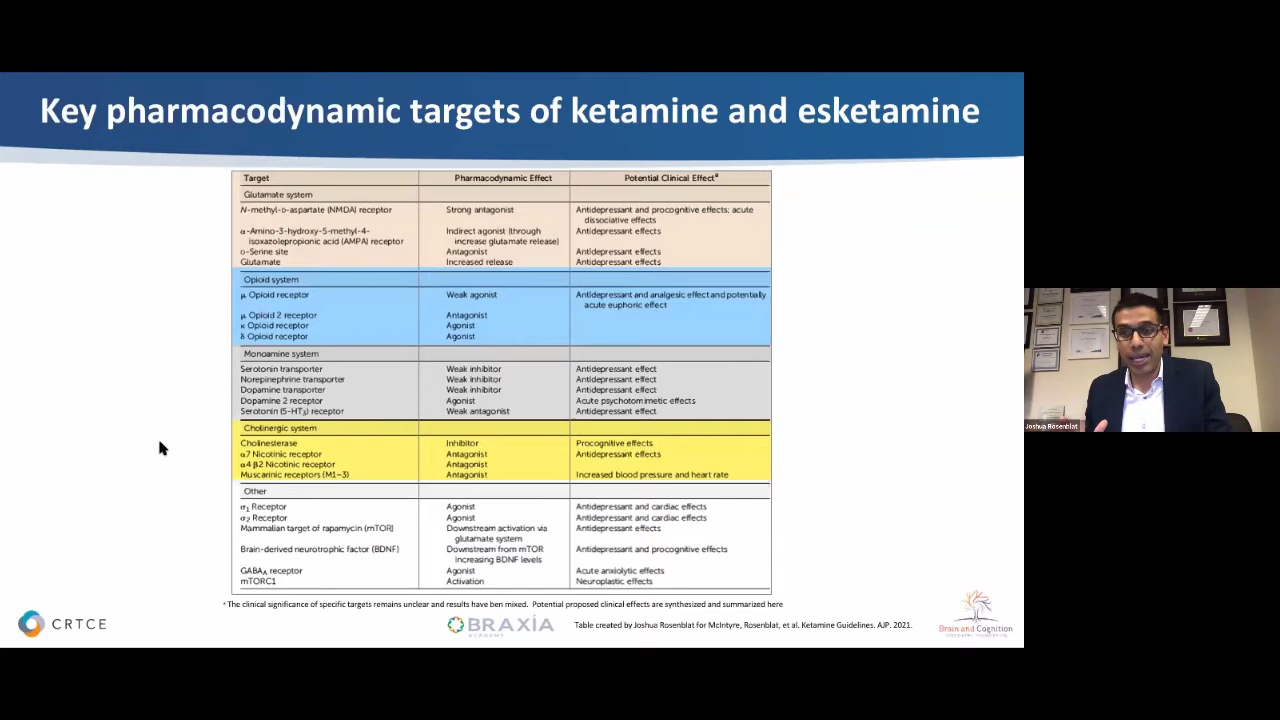 Key pharmacodynamic targets of ketamine and esketamine
Target Pharmacodynamic Effect Potential Clinical Effectᵃ
Glutamate system
N-methyl-D-aspartate (NMDA) receptor Strong antagonist Antidepressant and procognitive effects; acute
dissociative effects
α-Amino-3-hydroxy-5-methyl-4- Indirect agonist (through Antidepressant effects
isoxazolepropionic acid (AMPA) receptor increase glutamate release)
D-Serine site Antagonist Antidepressant effects
Glutamate Increased release Antidepressant effects
Opioid system
μ Opioid receptor Weak agonist Antidepressant and analgesic effect and potentially
acute euphoric effect
μ Opioid 2 receptor Antagonist
κ Opioid receptor Agonist
δ Opioid receptor Agonist
Monoamine system
Serotonin transporter Weak inhibitor Antidepressant effect
Norepinephrine transporter Weak inhibitor Antidepressant effect
Dopamine transporter Weak inhibitor Antidepressant effect
Dopamine 2 receptor Agonist Acute psychotomimetic effects
Serotonin (5-HT₃) receptor Weak antagonist Antidepressant effect
Cholinergic system
Cholinesterase Inhibitor Procognitive effects
α7 Nicotinic receptor Antagonist Antidepressant effects
α4 β2 Nicotinic receptor Antagonist
Muscarinic receptors (M1–3) Antagonist Increased blood pressure and heart rate
Other
σ₁ Receptor Agonist Antidepressant and cardiac effects
σ₂ Receptor Agonist Antidepressant and cardiac effects
Mammalian target of rapamycin (mTOR) Downstream activation via Antidepressant effects
glutamate system
Brain-derived neurotrophic factor (BDNF) Downstream from mTOR Antidepressant and procognitive effects
increasing BDNF levels
GABAₐ receptor Agonist Acute anxiolytic effects
mTORC1 Activation Neuroplastic effects
ᵃ The clinical significance of specific targets remains unclear and results have ben mixed. Potential proposed clinical effects are synthesized and summarized here
CRTCE
BRAXIA
ACADEMY
Table created by Joshua Rosenblat for McIntyre, Rosenblat, et al. Ketamine Guidelines. AJP. 2021.
Brain and Cognition
DISCOVERY FOUNDATION
Joshua Rosenblat